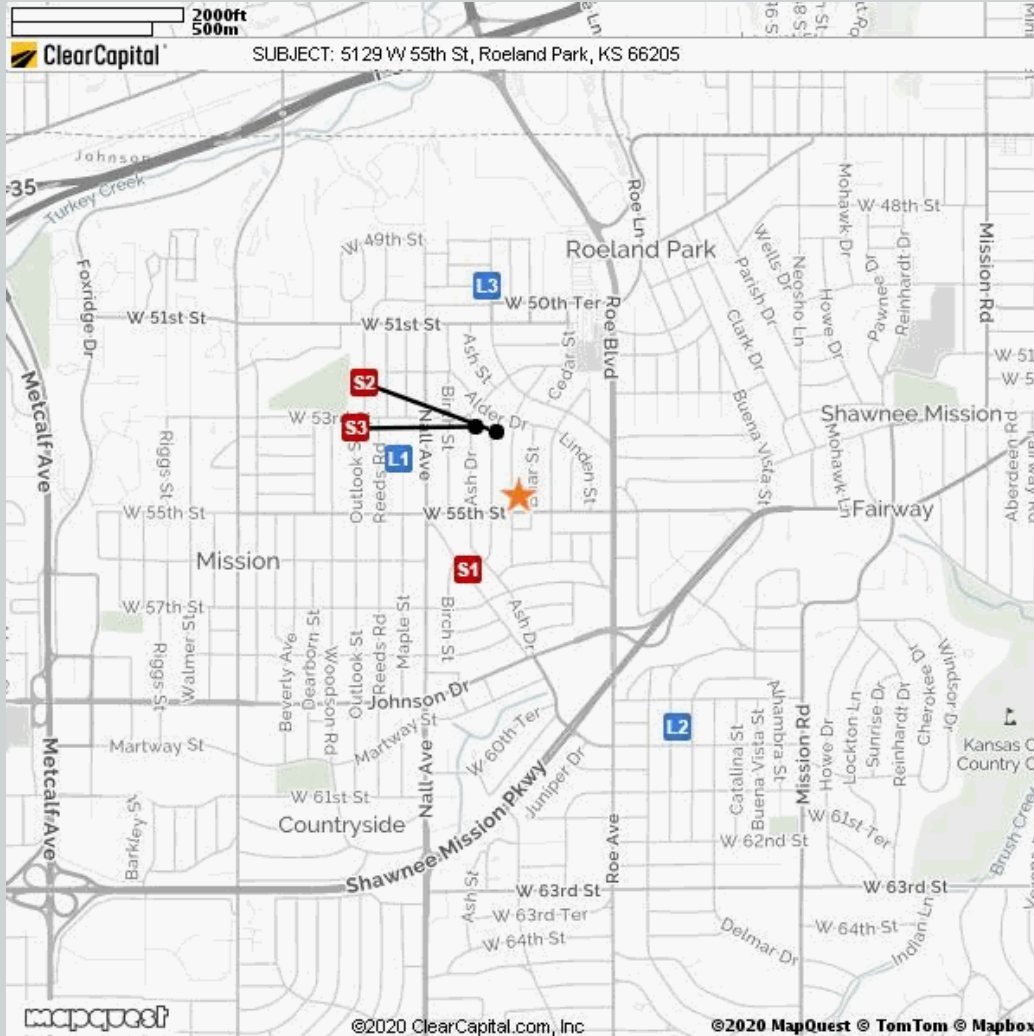 2000ft
500m
ClearCapital
SUBJECT: 5129 W 55th St, Roeland Park, KS 66205
Johnson
Turkey Creek
-35
Roe Ln
Mohawk Dr
W 48th St
Mission Rd
W 49th St
Roeland Park
Wells Dr
Parish Dr
Neosho Ln
Howe Dr
Pawnee Dr
Reinhardt Dr
Foxridge Dr
L3
W 50th Ter
W 51st St
W 51st St
Roe Blvd
Clark Dr
Ash St
Cedar St
Metcalf Ave
S2
Alder Dr
Buena Vista St
Shawnee Mission
W 53rd
S3
Nall Ave
L1
Outlook S
Reeds Rd
Ash Dr
Linden St
Mohawk Ln
Aberdeen Rd
Riggs St
W 55th St
W 55th St
Fairway
Mission
S1
W 57th St
Birch St
Ash Dr
Maple St
Reeds Rd
Outlook St
Woodson Rd
Dearborn St
Beverly Ave
Walmer St
Riggs St
Johnson Dr
Martway St
Martway St
W 60th Ter
Juniper Dr
L2
Alhambra St
Catalina St
Buena Vista St
Mission Rd
Howe Dr
Lockton Ln
Sunrise Dr
Reinhardt Dr
Cherokee Dr
Windsor Dr
Kansas C
Country C
Metcalf Ave
Nall Ave
W 61st St
Barkley St
Countryside
Shawnee Mission Pkwy
Roe Ave
W 61st Ter
W 62nd St
Brush Creek
W 63rd St
W 63rd St
Ash St
W 63rd Ter
W 64th St
W 64th St
Delmar Dr
Indian Ln
mapquest
©2020 ClearCapital.com, Inc
©2020 MapQuest © TomTom © Mapbox